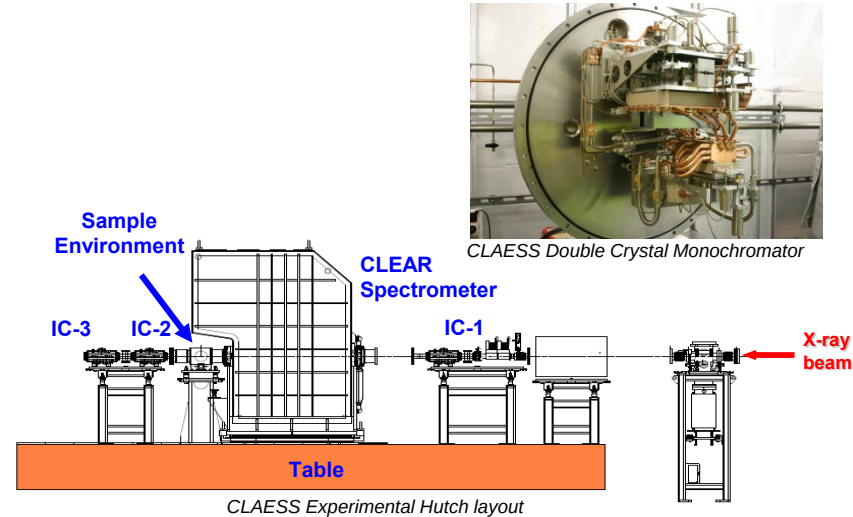 CLAESS Double Crystal Monochromator
Sample
Environment
CLEAR
Spectrometer
IC-3
IC-2
IC-1
X-ray
beam
Table
CLAESS Experimental Hutch layout